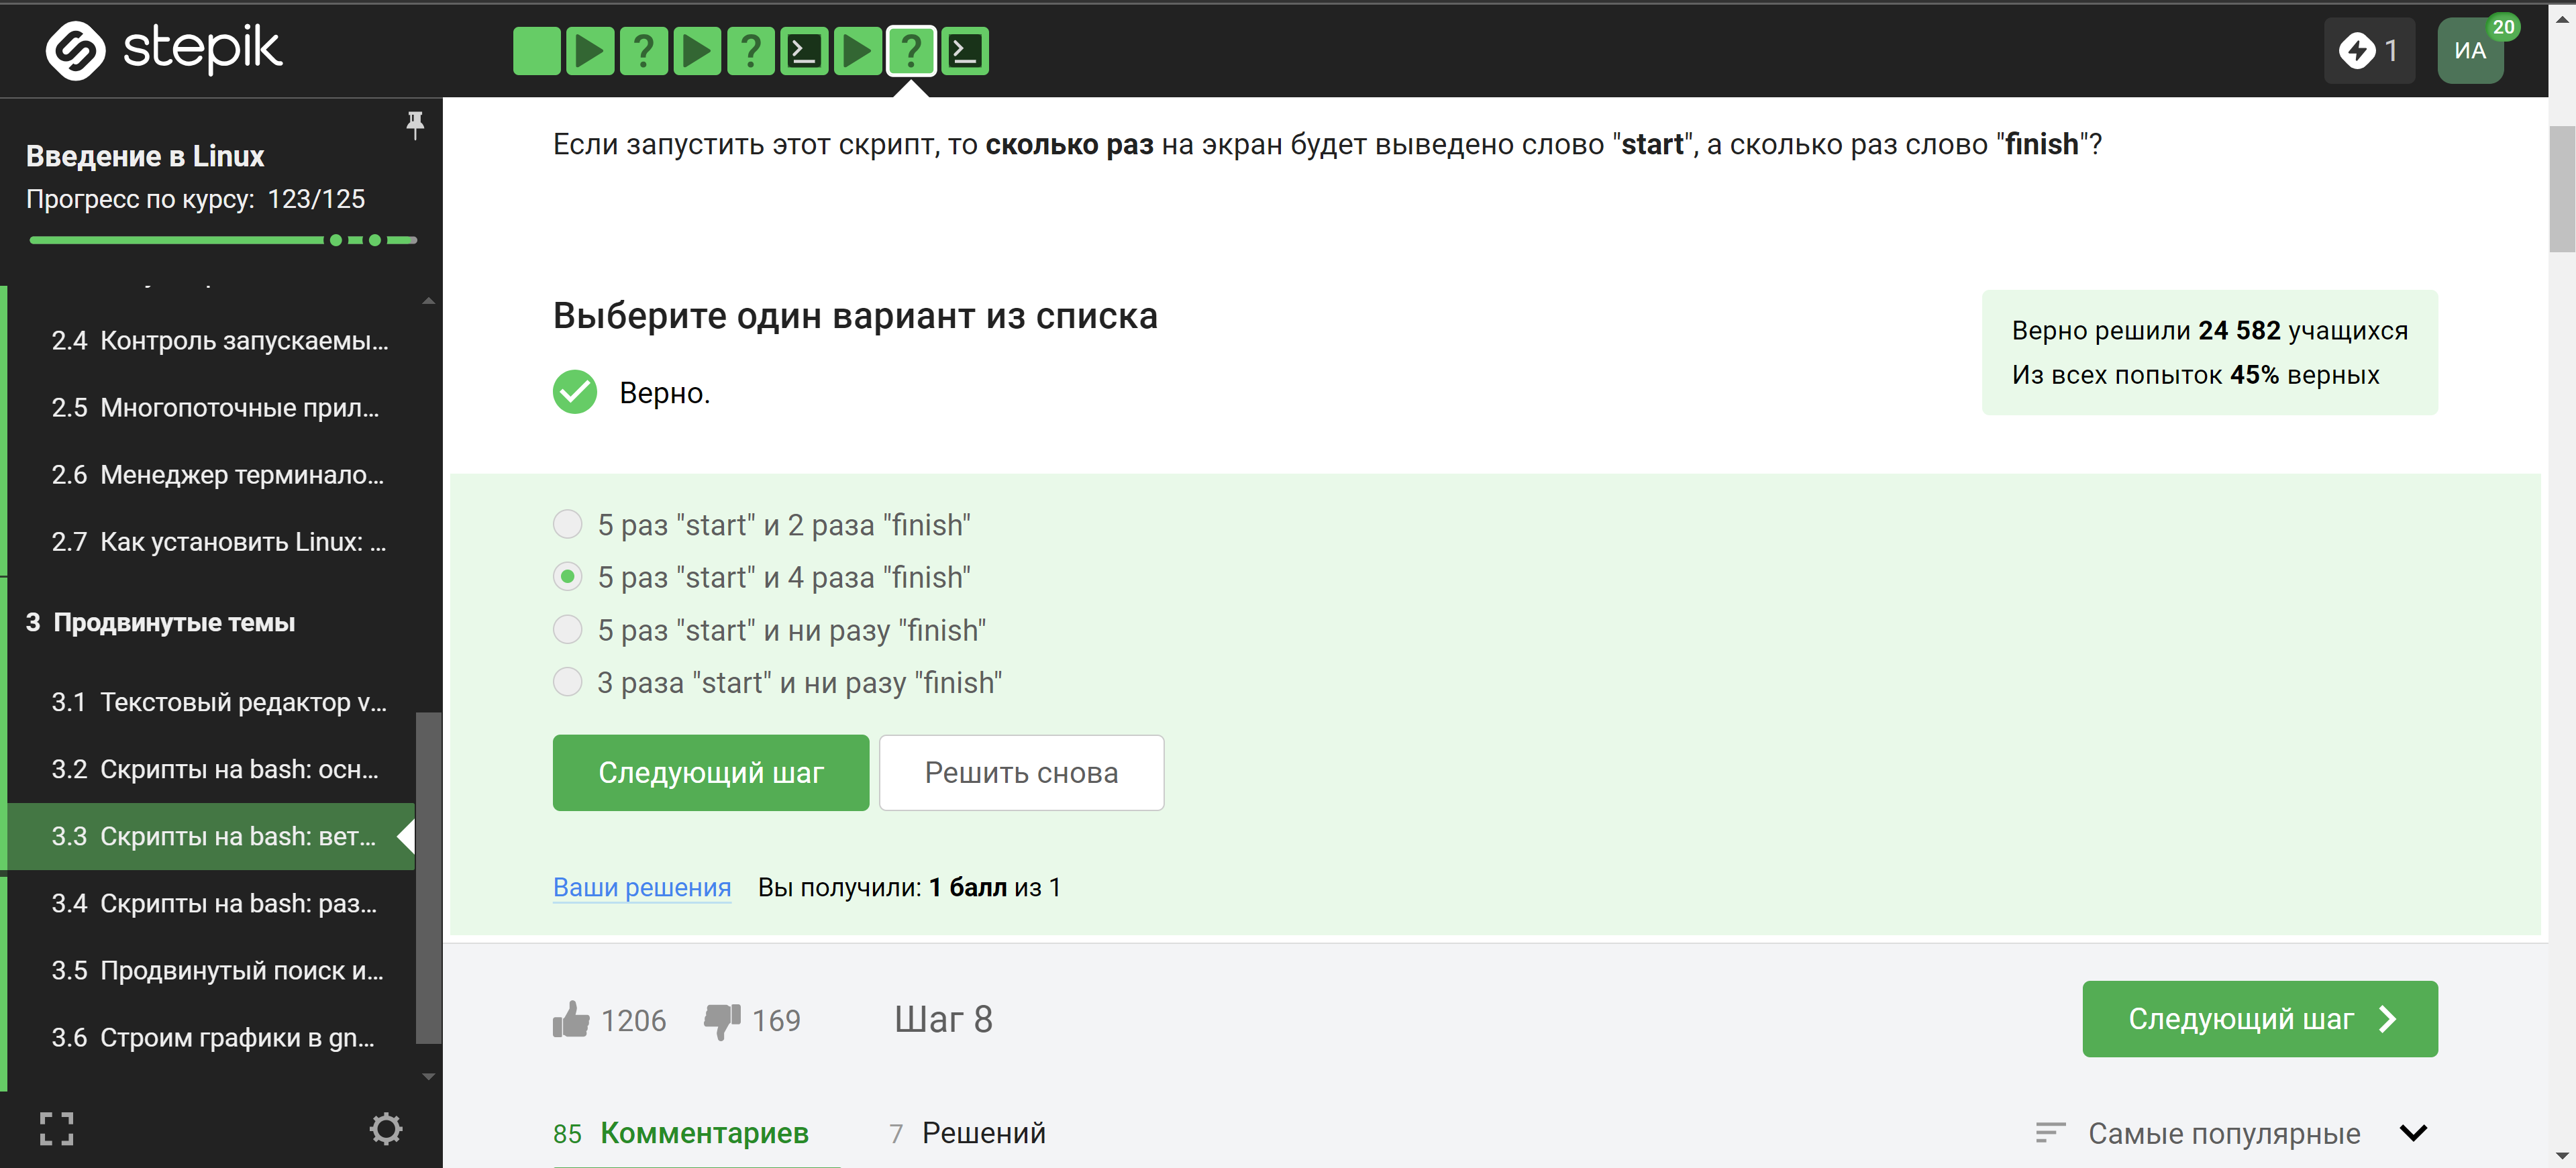 stepik
1
ИА
20
Введение в Linux
Прогресс по курсу: 123/125
2.4 Контроль запускаемы...
2.5 Многопоточные прил...
2.6 Менеджер терминало...
2.7 Как установить Linux: ...
3 Продвинутые темы
3.1 Текстовый редактор v...
3.2 Скрипты на bash: осн...
3.3 Скрипты на bash: вет...
3.4 Скрипты на bash: раз...
3.5 Продвинутый поиск и...
3.6 Строим графики в gn...
Если запустить этот скрипт, то сколько раз на экран будет выведено слово "start", а сколько раз слово "finish"?
Выберите один вариант из списка
Верно.
Верно решили 24 582 учащихся
Из всех попыток 45% верных
5 раз "start" и 2 раза "finish"
5 раз "start" и 4 раза "finish"
5 раз "start" и ни разу "finish"
3 раза "start" и ни разу "finish"
Следующий шаг Решить снова
Ваши решения Вы получили: 1 балл из 1
1206 169 Шаг 8 Следующий шаг
85 Комментариев 7 Решений Самые популярные